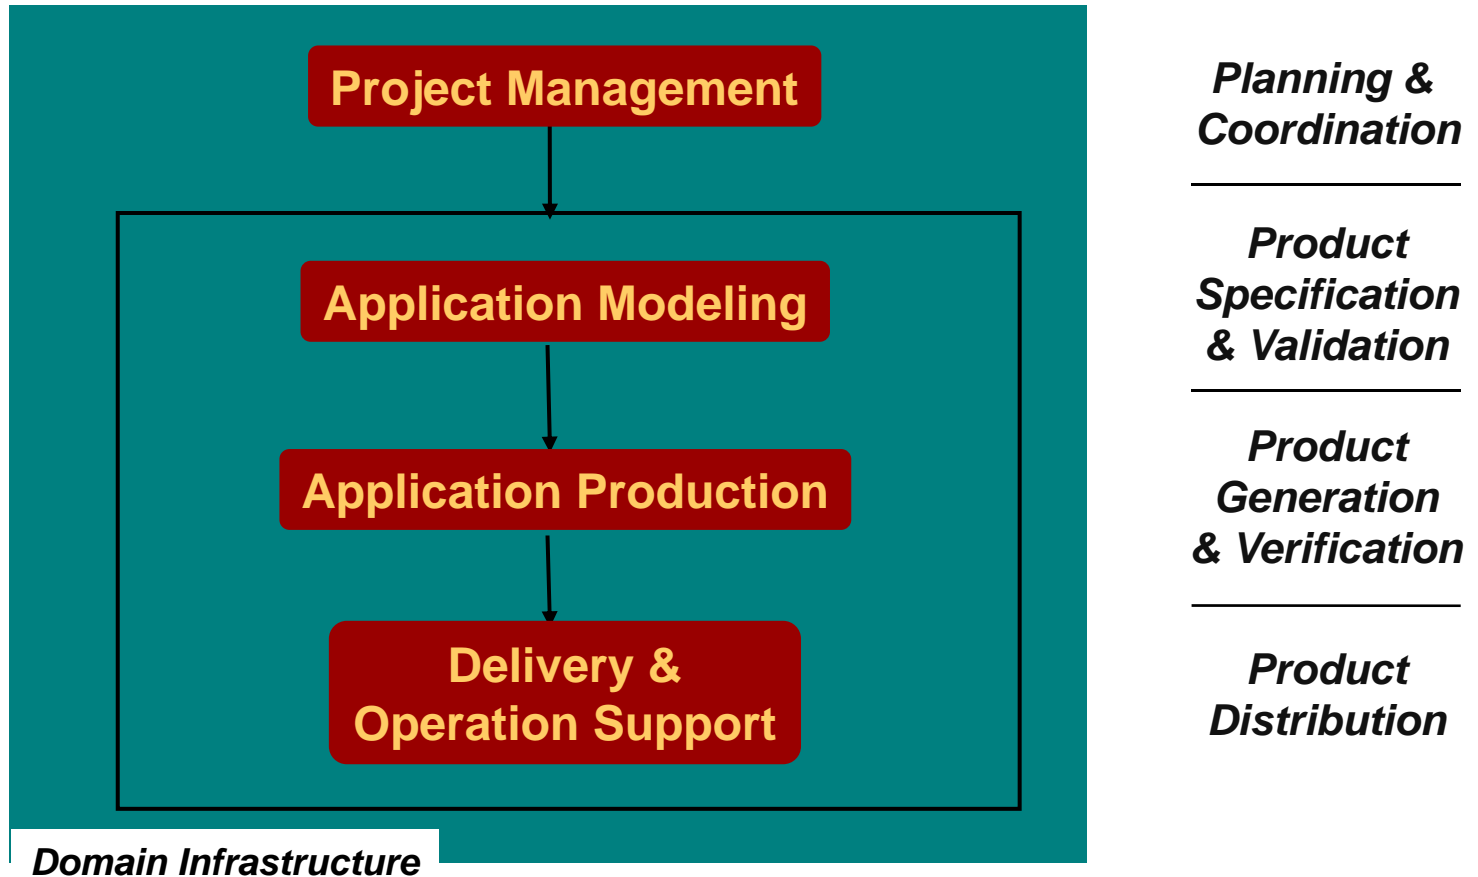 Project Management
Planning &
Coordination
Application Modeling
Product
Specification
& Validation
Application Production
Product
Generation
& Verification
Delivery &
Operation Support
Product
Distribution
Domain Infrastructure